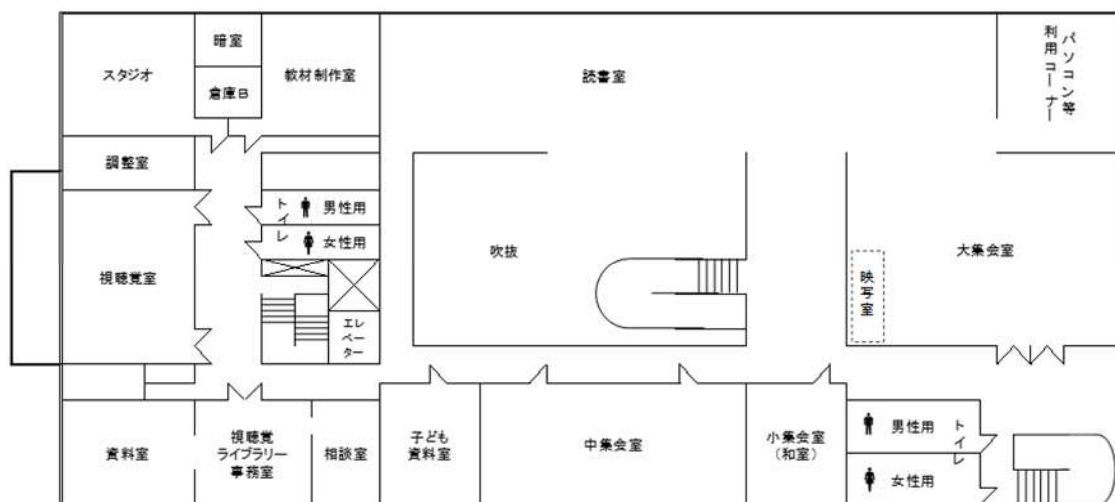 スタジオ
暗室
倉庫B
教材制作室
読書室
パソコン等
利用コーナー
調整室
トイレ
男性用
女性用
視聴覚室
吹抜
大集会室
映写室
エレ
ベー
ター
資料室
視聴覚
ライブラリー
事務室
相談室
子ども
資料室
中集会室
小集会室
(和室)
男性用
女性用
トイレ